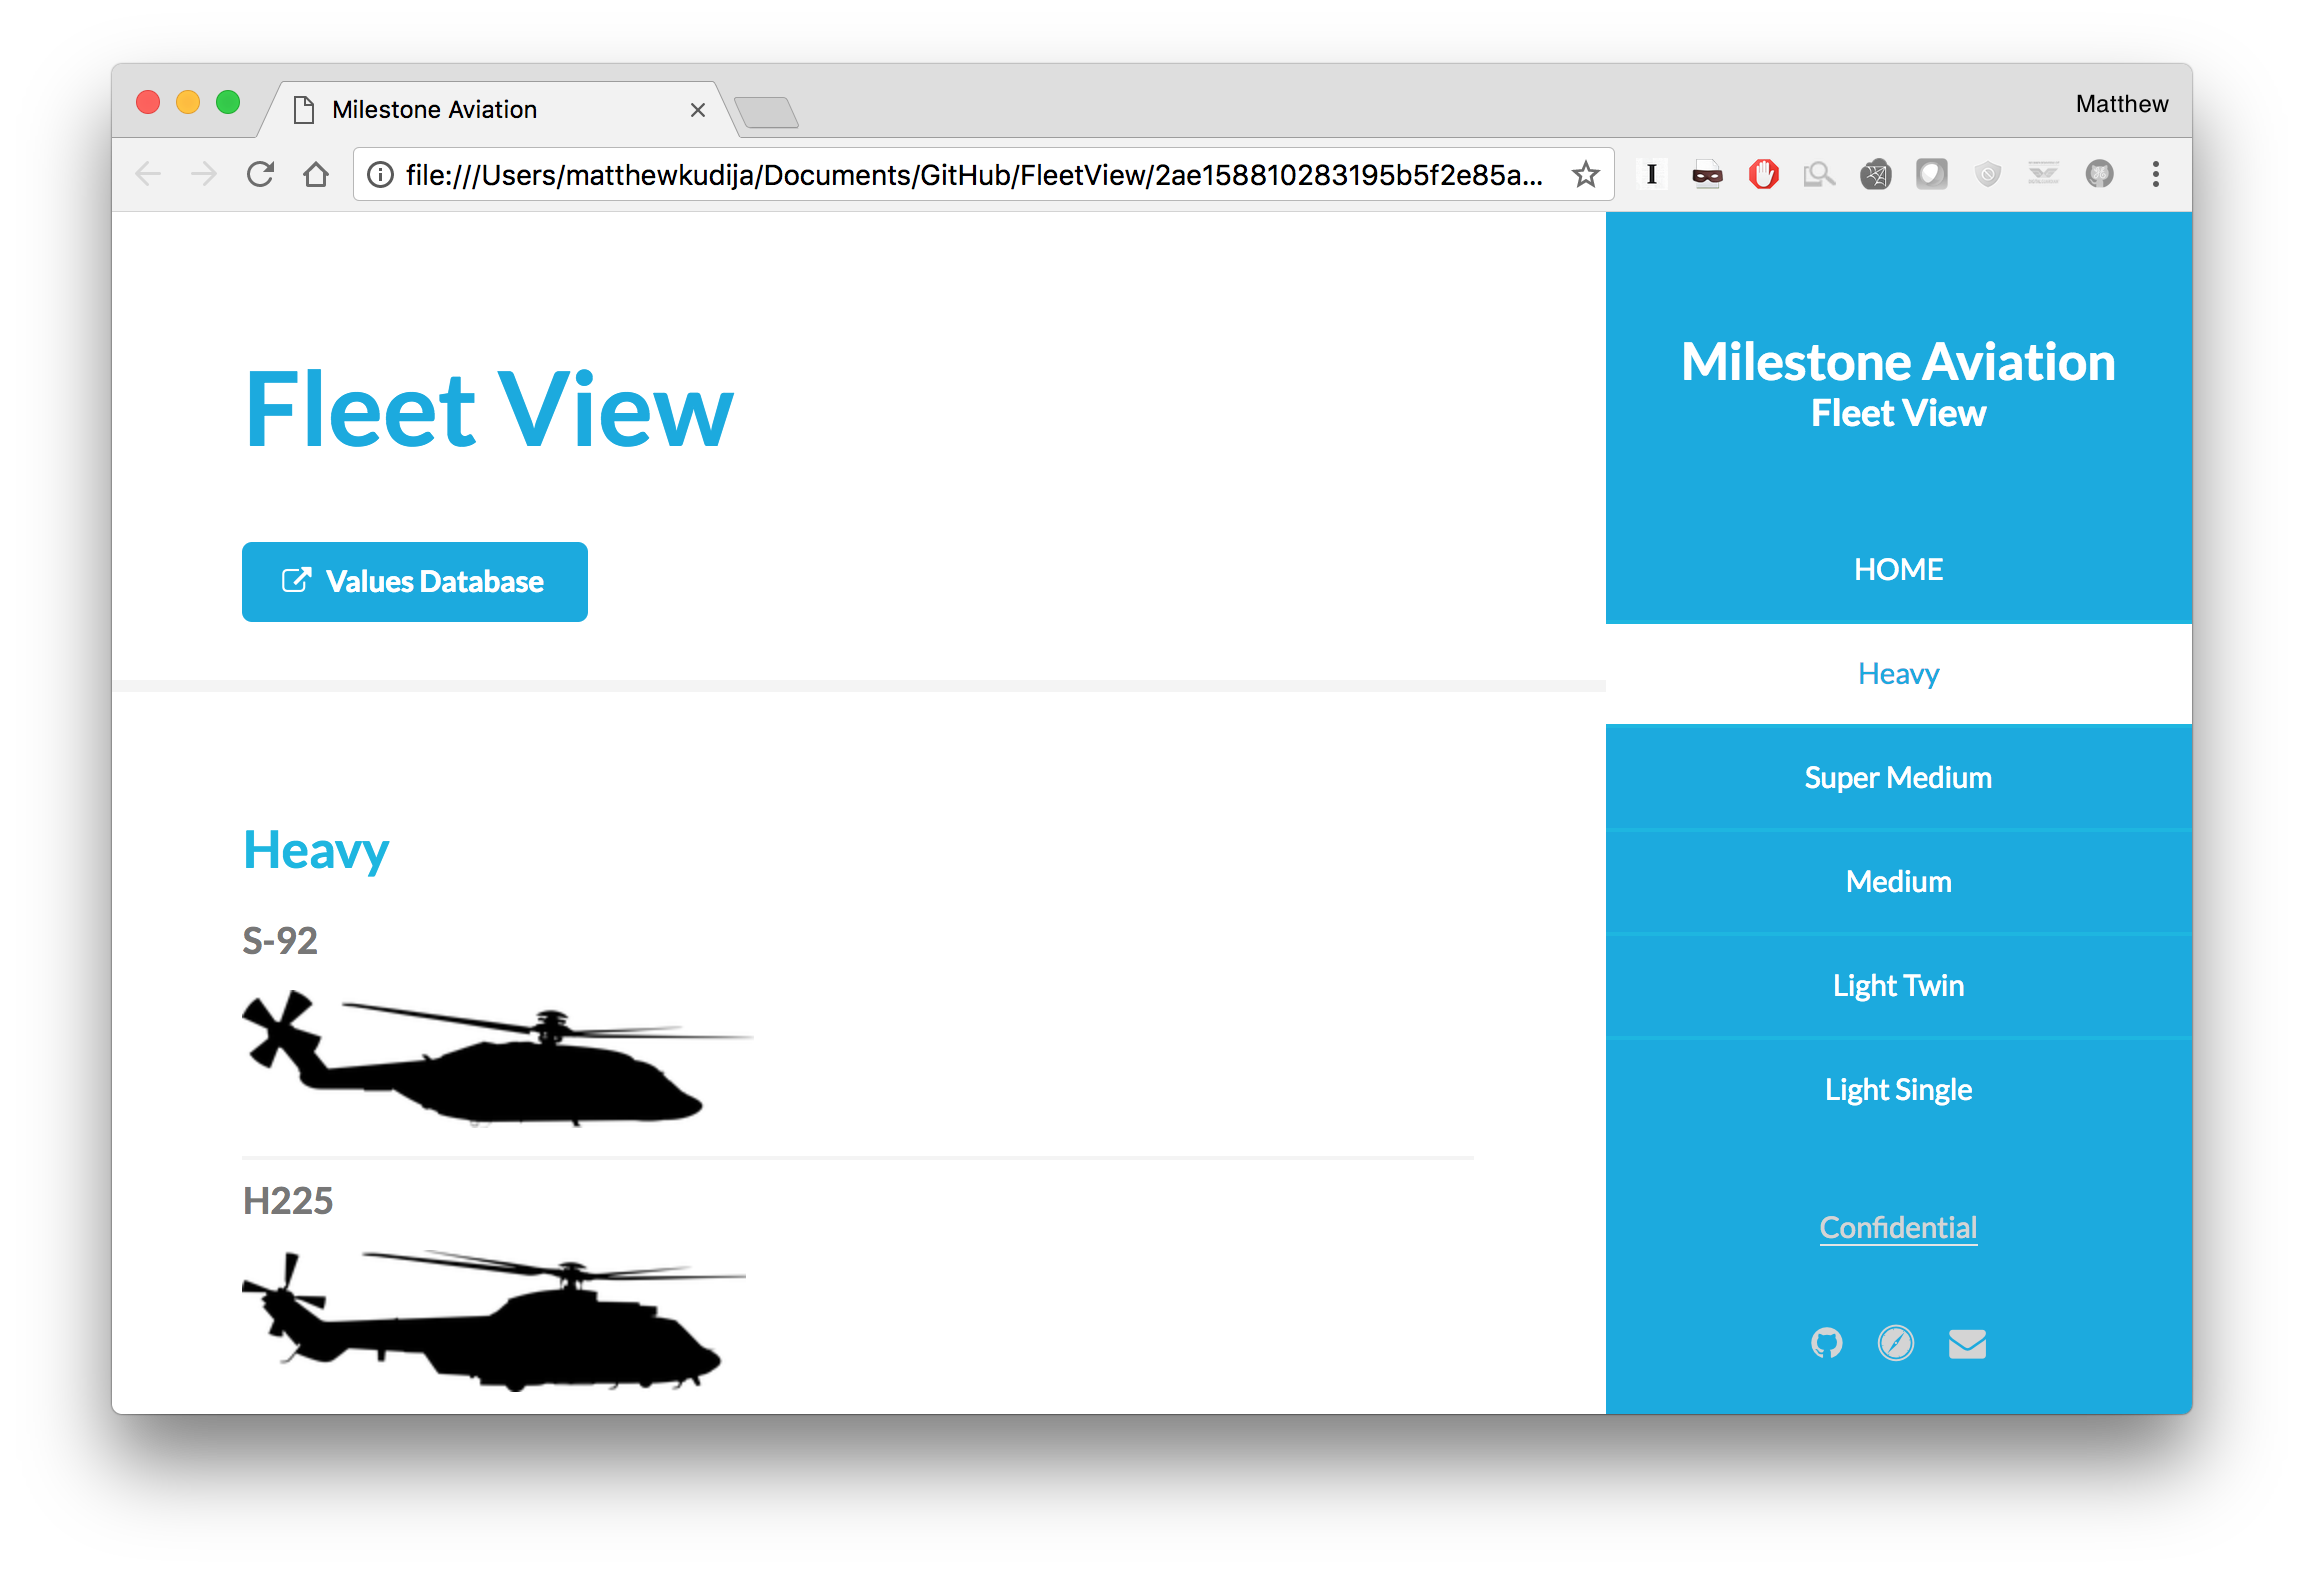 Milestone Aviation
Matthew
file:///Users/matthewkudija/Documents/GitHub/FleetView/2ae158810283195b5f2e85a...
I
Fleet View
Values Database
Heavy
S-92
H225
Milestone Aviation
Fleet View
HOME
Heavy
Super Medium
Medium
Light Twin
Light Single
Confidential